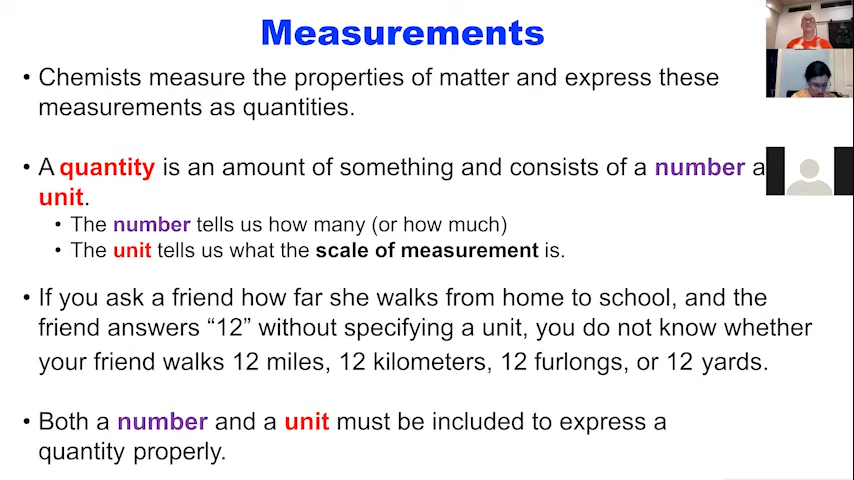 Measurements
• Chemists measure the properties of matter and express these
measurements as quantities.
• A quantity is an amount of something and consists of a number a
unit.
• The number tells us how many (or how much)
• The unit tells us what the scale of measurement is.
• If you ask a friend how far she walks from home to school, and the
friend answers “12” without specifying a unit, you do not know whether
your friend walks 12 miles, 12 kilometers, 12 furlongs, or 12 yards.
• Both a number and a unit must be included to express a
quantity properly.